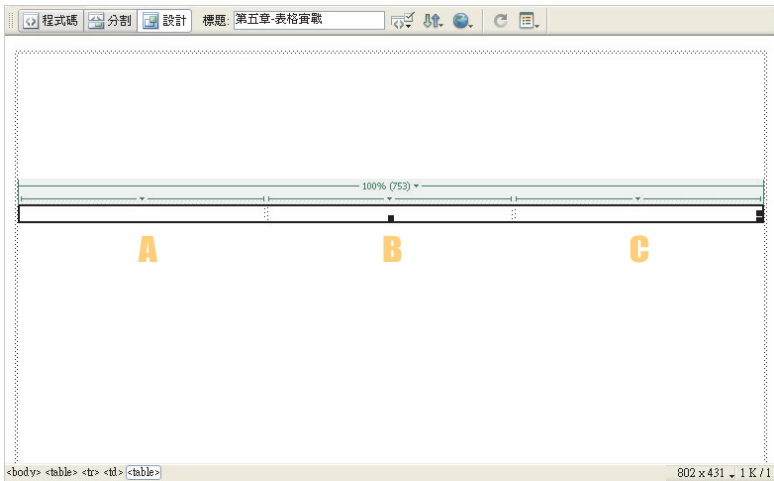 程式碼 分割 設計 標題: 第五章-表格實戰
100% (753)
A B C
<body> <table> <tr> <td> <table> 802 x 431 1 K / 1